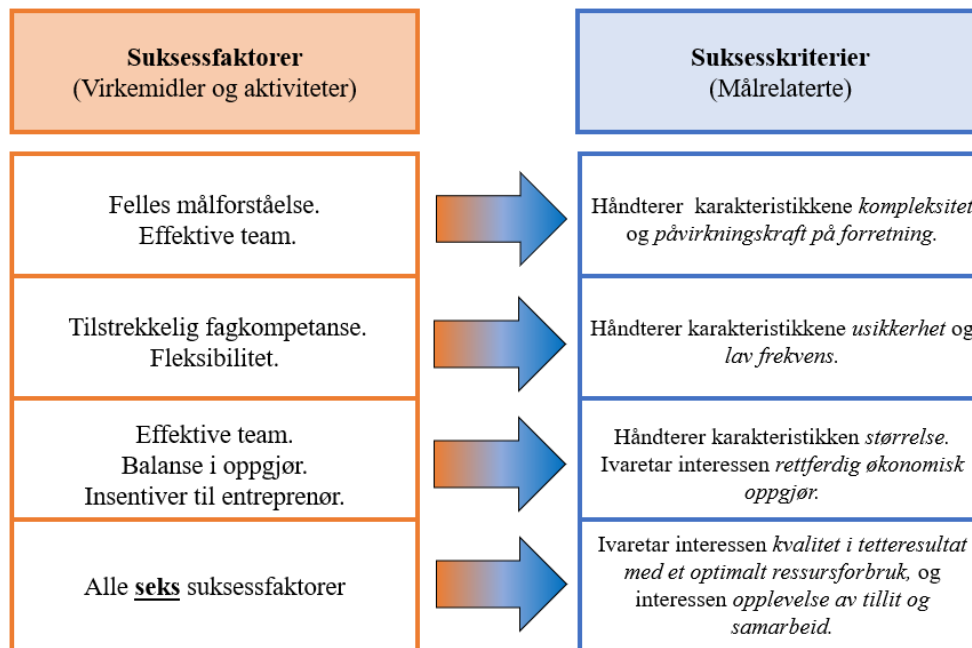 Suksessfaktorer
(Virkemidler og aktiviteter)
Suksesskriterier
(Målrelaterte)
Felles målforståelse.
Effektive team.
Håndterer karakteristikkene kompleksitet
og påvirkningskraft på forretning.
Tilstrekkelig fagkompetanse.
Fleksibilitet.
Håndterer karakteristikkene usikkerhet og
lav frekvens.
Effektive team.
Balanse i oppgjør.
Insentiver til entreprenør.
Håndterer karakteristikken størrelse.
Ivaretar interessen rettferdig økonomisk
oppgjør.
Alle seks suksessfaktorer
Ivaretar interessen kvalitet i tetteresultat
med et optimalt ressursforbruk, og
interessen opplevelse av tillit og
samarbeid.